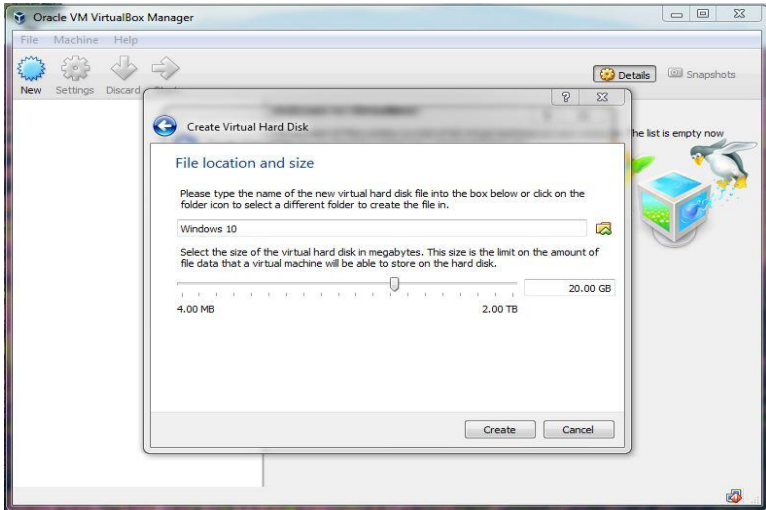 Oracle VM VirtualBox Manager
File Machine Help
New Settings Discard
Details Snapshots
Create Virtual Hard Disk
he list is empty now
File location and size
Please type the name of the new virtual hard disk file into the box below or click on the
folder icon to select a different folder to create the file in.
Windows 10
Select the size of the virtual hard disk in megabytes. This size is the limit on the amount of
file data that a virtual machine will be able to store on the hard disk.
20.00 GB
4.00 MB 2.00 TB
Create Cancel